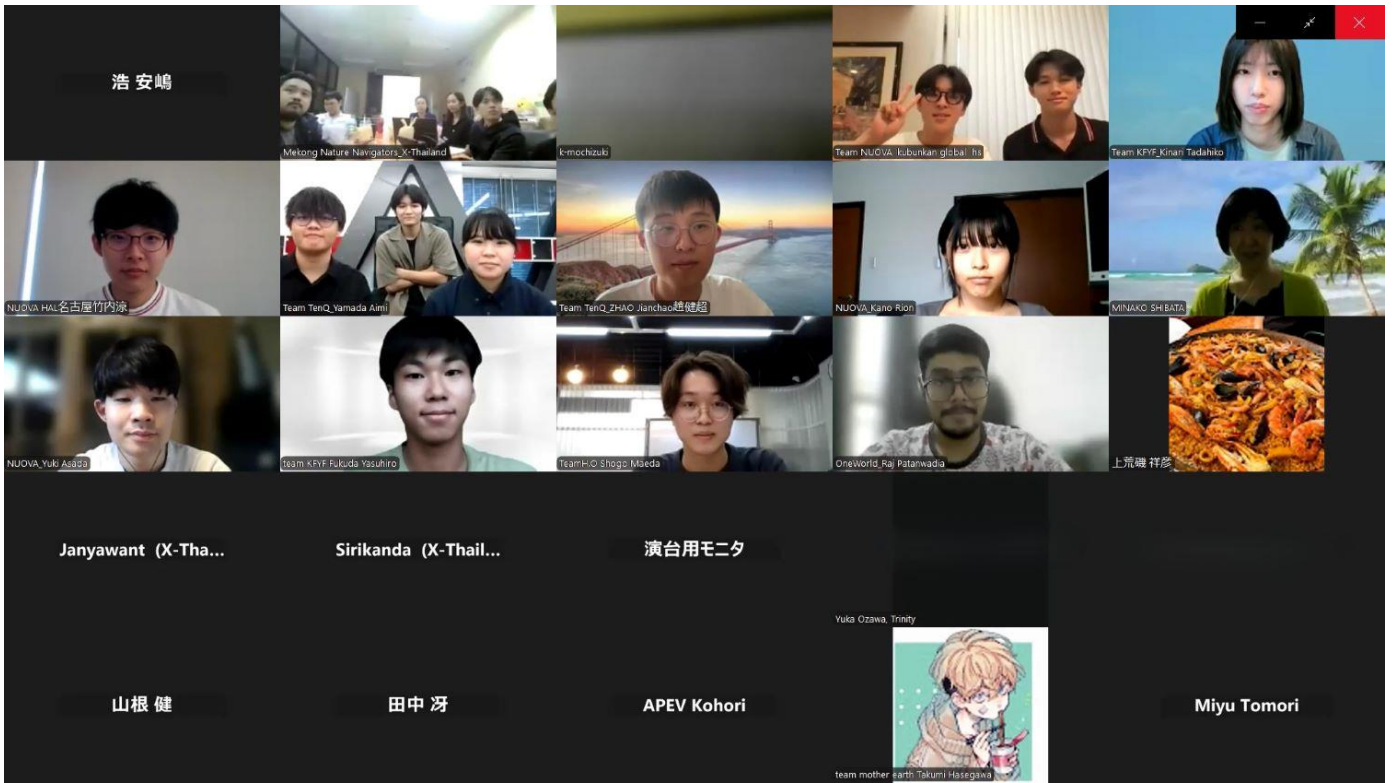 浩 安嶋
Mekong Nature Navigators_X-Thailand
k-mochizuki
Team NUOVA ikubunkan global hs
Team KFYF_Kinari Tadahiko
NUOVA HAL名古屋竹内涼
Team TenQ_Yamada Aimi
Team TenQ_ZHAO Jianchao趙健超
NUOVA_Kano Rion
MINAKO SHIBATA
NUOVA_Yuki Asada
team KFYF Fukuda Yasuhiro
TeamH.O Shogo Maeda
OneWorld_Raj Patanwadia
上荒磯 祥彦
Janyawant (X-Tha...
Sirikanda (X-Thail...
演台用モニタ
Yuka Ozawa, Trinity
山根 健
田中 冴
APEV Kohori
team mother earth Takumi Hasegawa
Miyu Tomori